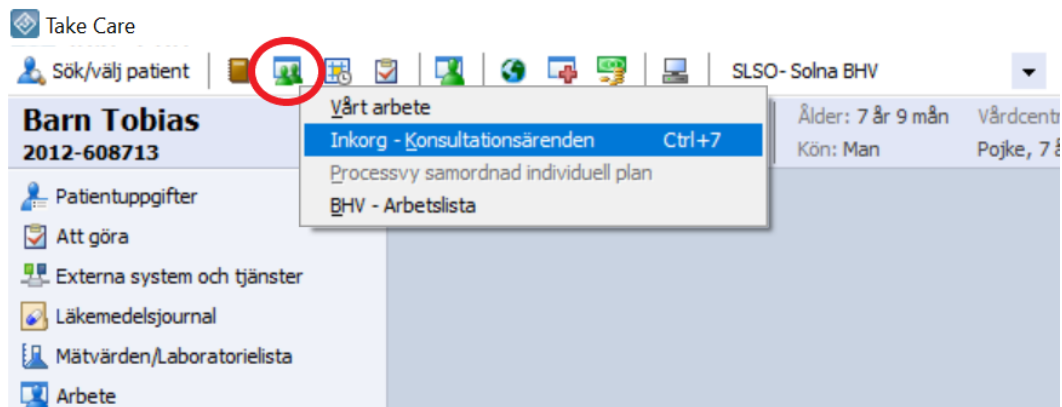 Take Care
Sök/välj patient
SLSO- Solna BHV
Barn Tobias
2012-608713
Vårt arbete
Inkorg - Konsultationsärenden Ctrl+7
Processvy samordnad individuell plan
BHV - Arbetslista
Ålder: 7 år 9 mån
Kön: Man
Pojke, 7
Patientuppgifter
Att göra
Externa system och tjänster
Läkemedelsjournal
Mätvärden/Laboratorielista
Arbete